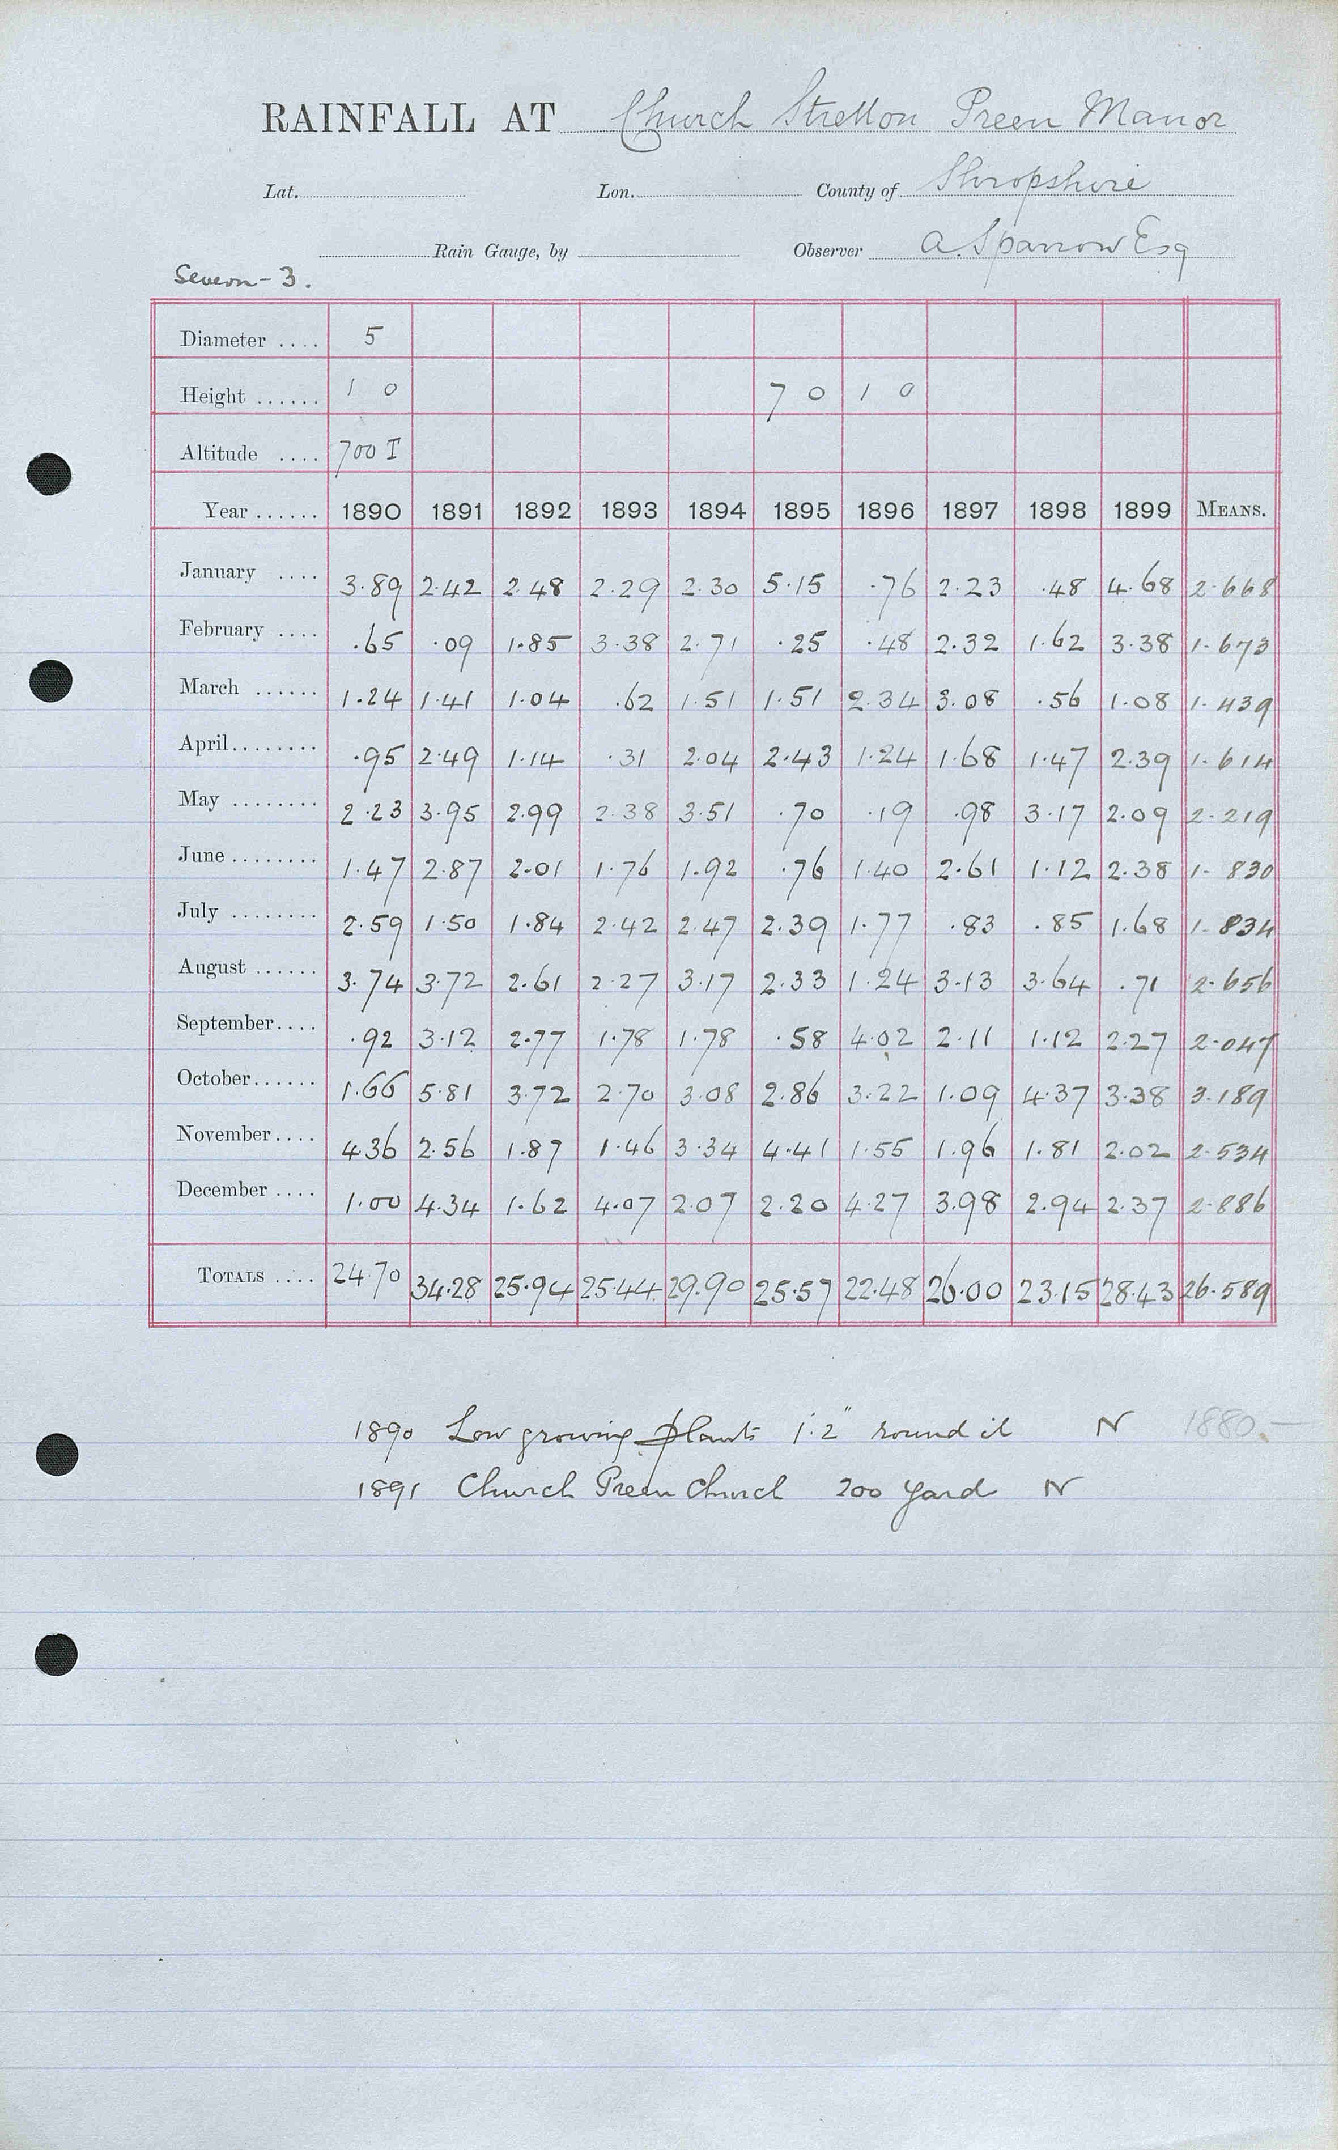 RAINFALL AT Church Stretton Preen Manor
Lat. Lon. County of Shropshire
Rain Gauge, by Observer A. Sparrow Esq
Severn - 3.
Diameter .... 5
Height ...... 1 0 7 0 1 0
Altitude .... 700 T
Year ...... 1890 1891 1892 1893 1894 1895 1896 1897 1898 1899 MEANS.
January .... 3.89 2.42 2.48 2.29 2.30 5.15 .76 2.23 .48 4.68 2.668
February .... .65 .09 1.85 3.38 2.71 .25 .48 2.32 1.62 3.38 1.673
March ...... 1.24 1.41 1.04 .62 1.51 1.51 2.34 3.08 .56 1.08 1.439
April........ .95 2.49 1.14 .31 2.04 2.43 1.24 1.68 1.47 2.39 1.614
May ........ 2.23 3.95 2.99 2.38 3.51 .70 .19 .98 3.17 2.09 2.219
June ........ 1.47 2.87 2.01 1.76 1.92 .76 1.40 2.61 1.12 2.38 1.830
July ........ 2.59 1.50 1.84 2.42 2.47 2.39 1.77 .83 .85 1.68 1.834
August ...... 3.74 3.72 2.61 2.27 3.17 2.33 1.24 3.13 3.64 .71 2.656
September.... .92 3.12 2.77 1.78 1.78 .58 4.02 2.11 1.12 2.27 2.047
October...... 1.66 5.81 3.72 2.70 3.08 2.86 3.22 1.09 4.37 3.38 3.189
November.... 4.36 2.56 1.87 1.46 3.34 4.41 1.55 1.96 1.81 2.02 2.534
December .... 1.00 4.34 1.62 4.07 2.07 2.20 4.27 3.98 2.94 2.37 2.886
TOTALS .... 24.70 34.28 25.94 25.44 29.90 25.57 22.48 26.00 23.15 28.43 26.589
1890 Low growing plants 1'.2" round it N 1880.—
1891 Church Preen Church 200 yard N